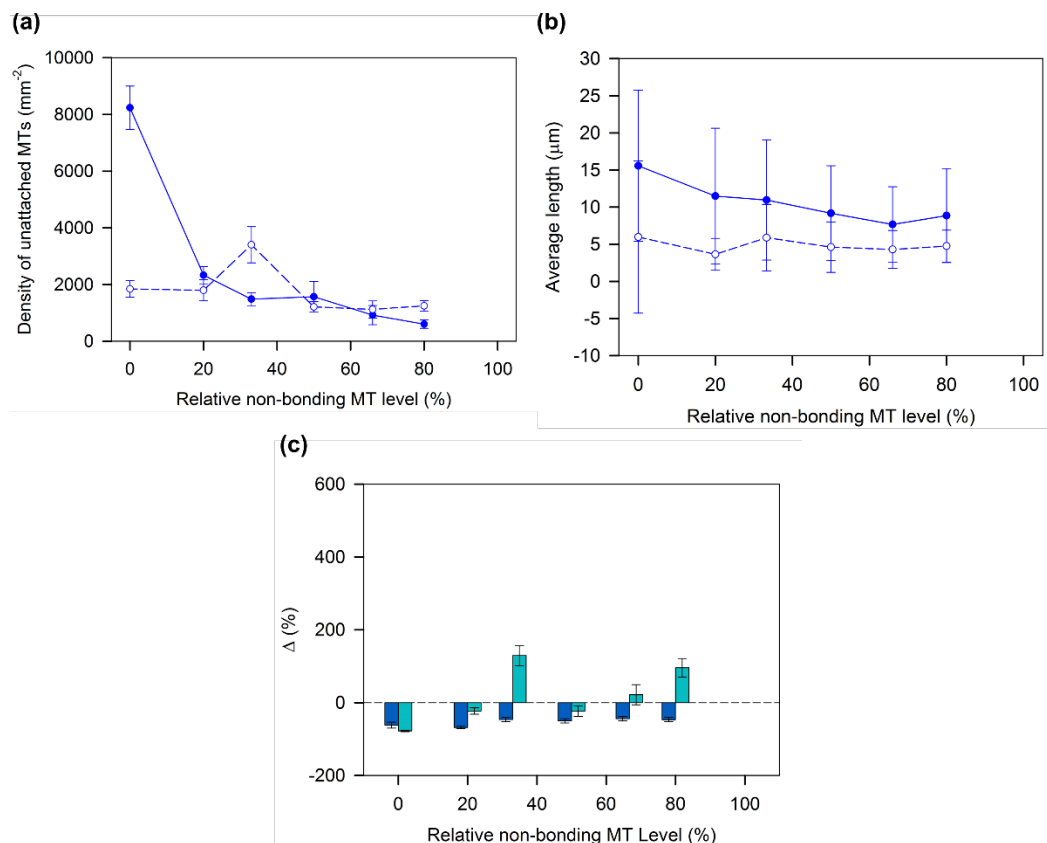 (a)
10000
8000
6000
4000
2000
0
Density of unattached MTs (mm⁻²)
0 20 40 60 80 100
Relative non-bonding MT level (%)
(b)
30
25
20
15
10
5
0
-5
-10
Average length (μm)
0 20 40 60 80 100
Relative non-bonding MT level (%)
(c)
600
400
200
0
-200
Δ (%)
0 20 40 60 80 100
Relative non-bonding MT Level (%)